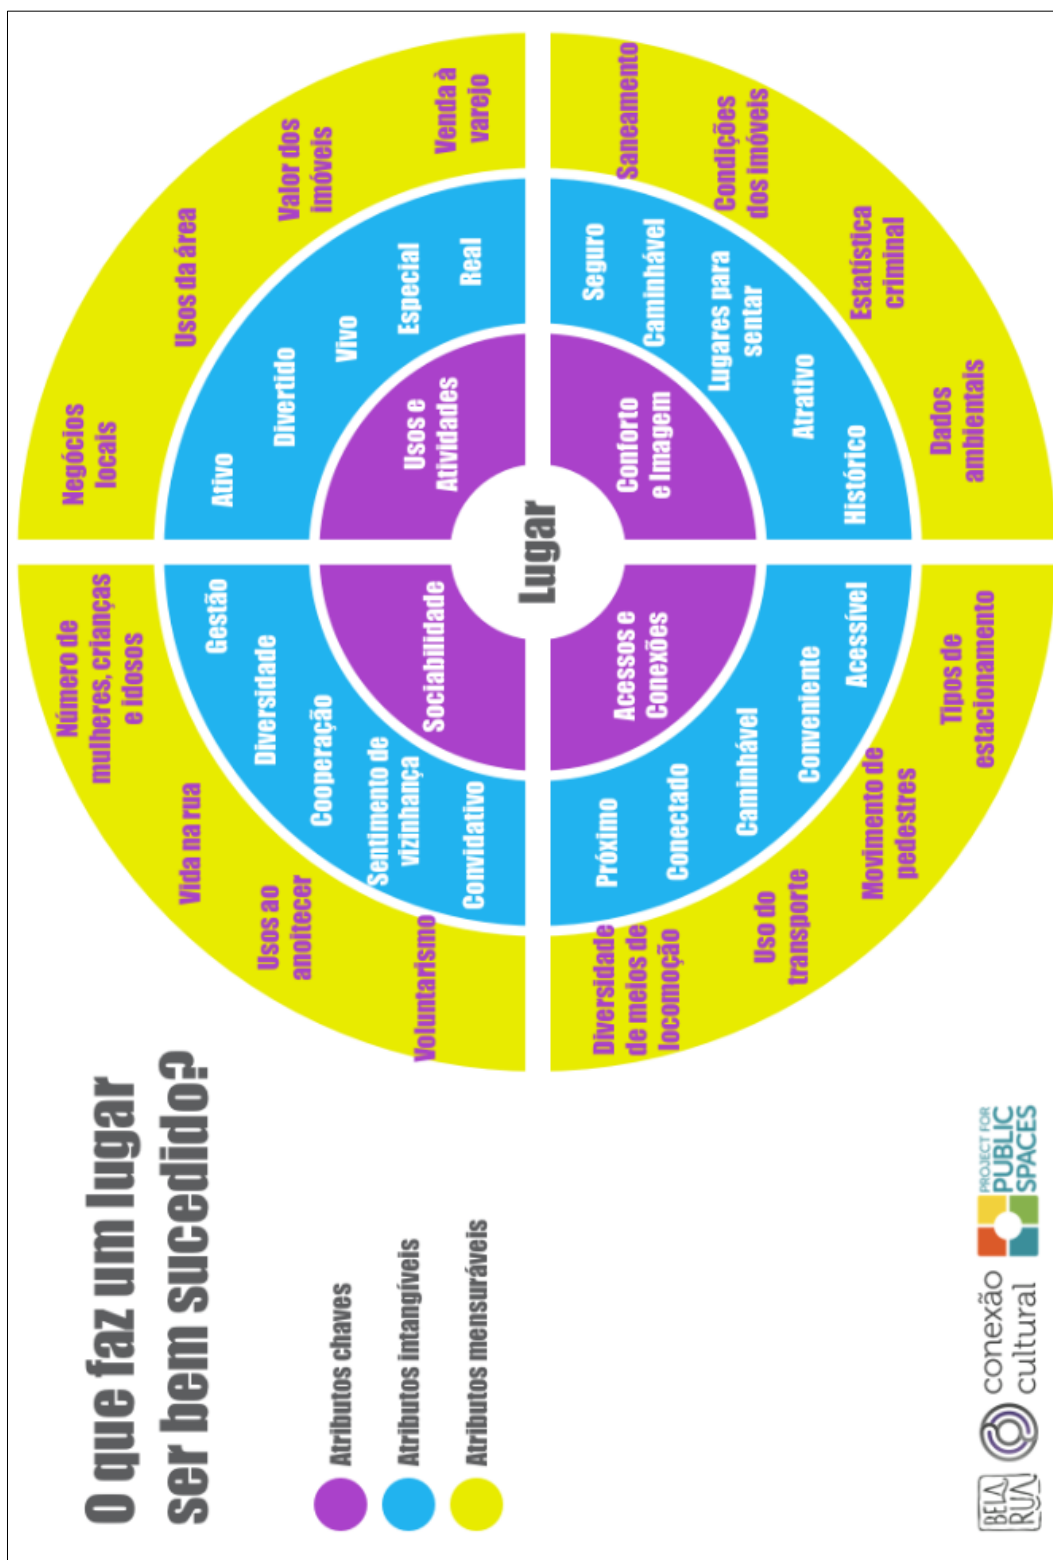 O que faz um lugar
ser bem sucedido?
Atributos chaves
Atributos intangíveis
Atributos mensuráveis
Lugar
Sociabilidade
Usos e
Atividades
Acessos e
Conexões
Conforto
e Imagem
Gestão
Diversidade
Cooperação
Sentimento de
vizinhança
Convidativo
Ativo
Divertido
Vivo
Especial
Real
Próximo
Conectado
Caminhável
Conveniente
Acessível
Seguro
Caminhável
Lugares para
sentar
Atrativo
Histórico
Número de
mulheres, crianças
e idosos
Vida na rua
Usos ao
anoitecer
Voluntarismo
Negócios
locais
Usos da área
Valor dos
imóveis
Venda à
varejo
Diversidade
de meios de
locomoção
Uso do
transporte
Movimento de
pedestres
Tipos de
estacionamento
Saneamento
Condições
dos imóveis
Estatística
criminal
Dados
ambientais
BELA
RUA
conexão
cultural
PROJECT FOR
PUBLIC
SPACES